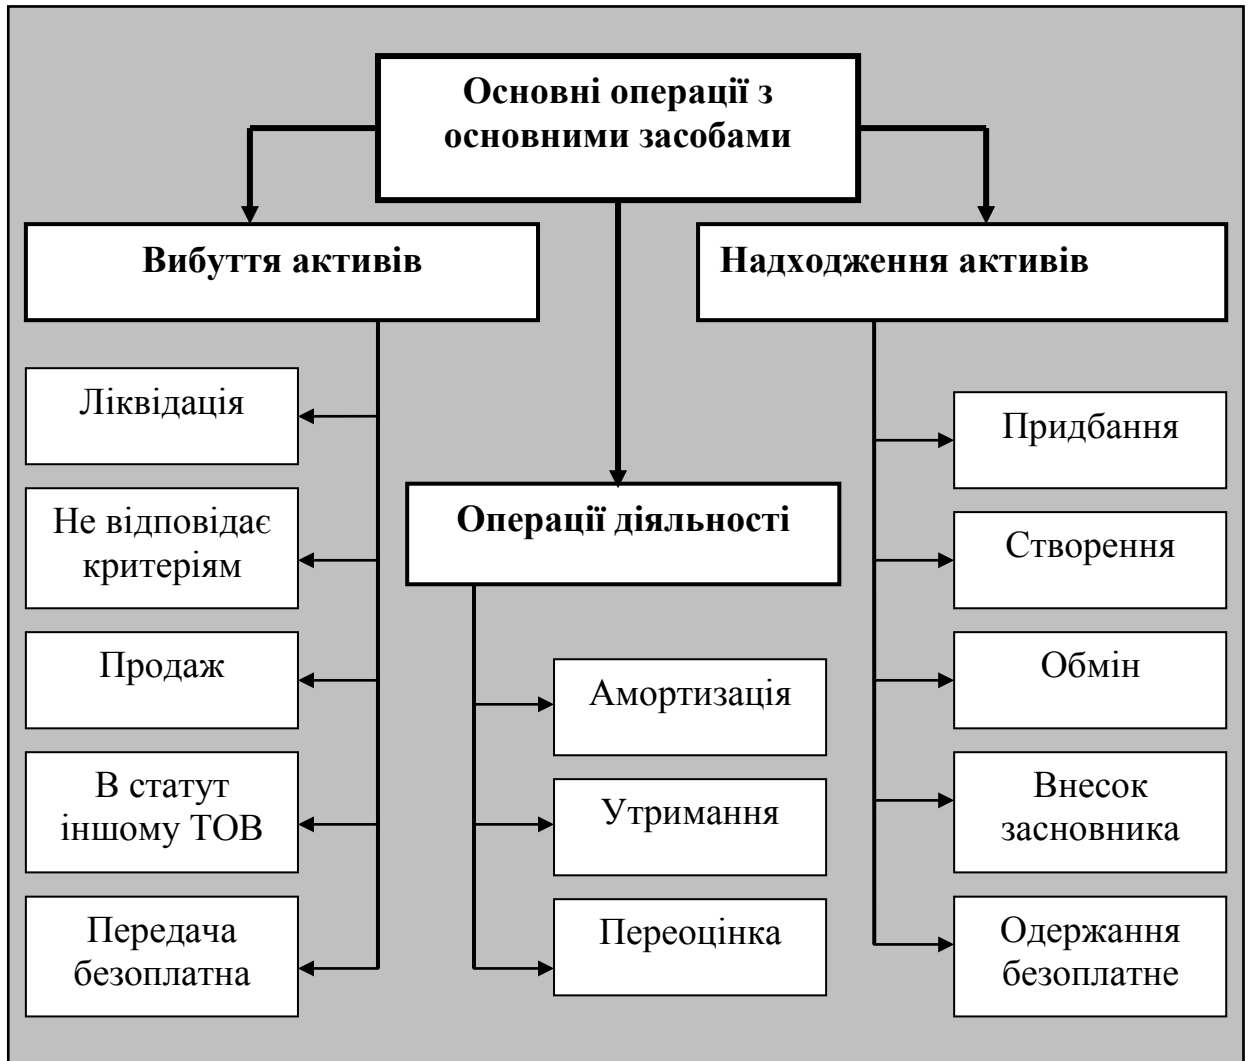 Основні операції з
основними засобами
Вибуття активів
Надходження активів
Ліквідація
Не відповідає
критеріям
Продаж
В статут
іншому ТОВ
Передача
безоплатна
Операції діяльності
Амортизація
Утримання
Переоцінка
Придбання
Створення
Обмін
Внесок
засновника
Одержання
безоплатне